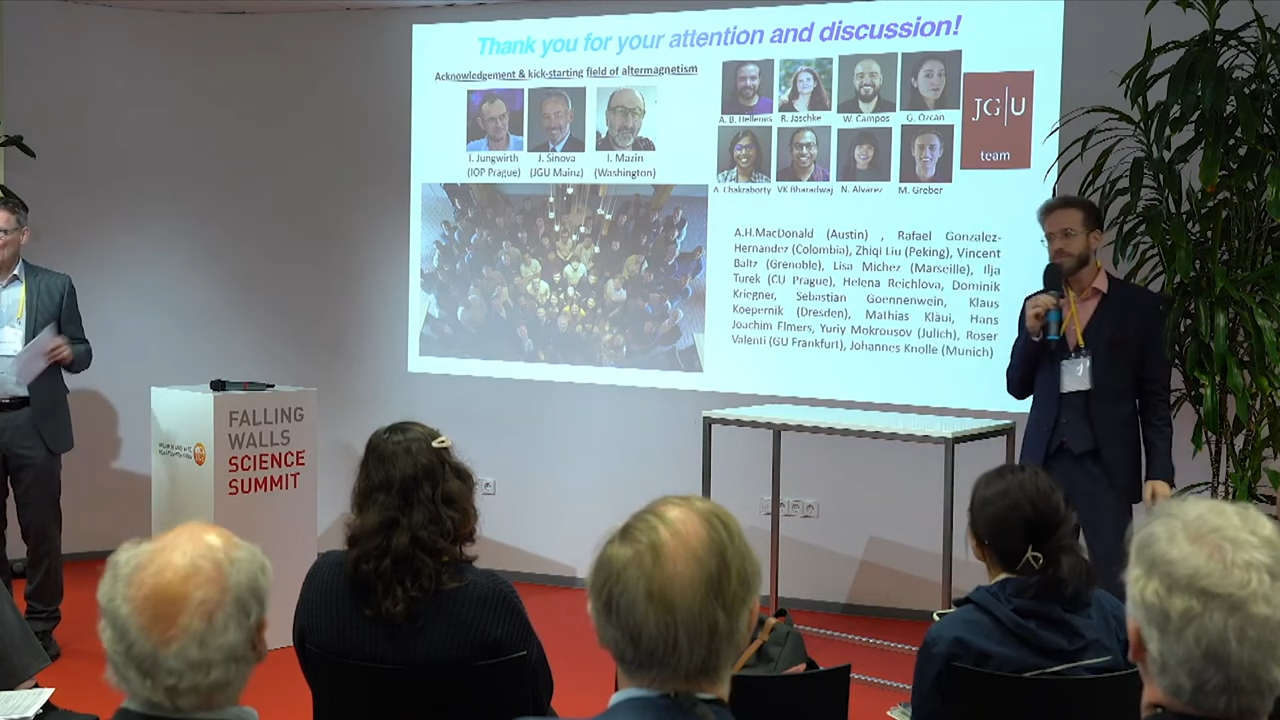 Thank you for your attention and discussion!
Acknowledgement & kick-starting field of altermagnetism
T. Jungwirth
(IOP Prague)
J. Sinova
(JGU Mainz)
I. Mazin
(Washington)
A. B. Hellenes
R. Jaschke
W. Campos
G. Ozcan
A. Chakraborty
VK Bharadwaj
N. Alvarez
M. Greber
JG|U
team
A.H.MacDonald (Austin) , Rafael Gonzalez-
Hernandez (Colombia), Zhiqi Liu (Peking), Vincent
Baltz (Grenoble), Lisa Michez (Marseille), Ilja
Turek (CU Prague), Helena Reichlova, Dominik
Kriegner, Sebastian Goennenwein, Klaus
Koepernik (Dresden), Mathias Kläui, Hans
Joachim Elmers, Yuriy Mokrousov (Julich), Roser
Valenti (GU Frankfurt), Johannes Knolle (Munich)
FALLING
WALLS
SCIENCE
SUMMIT